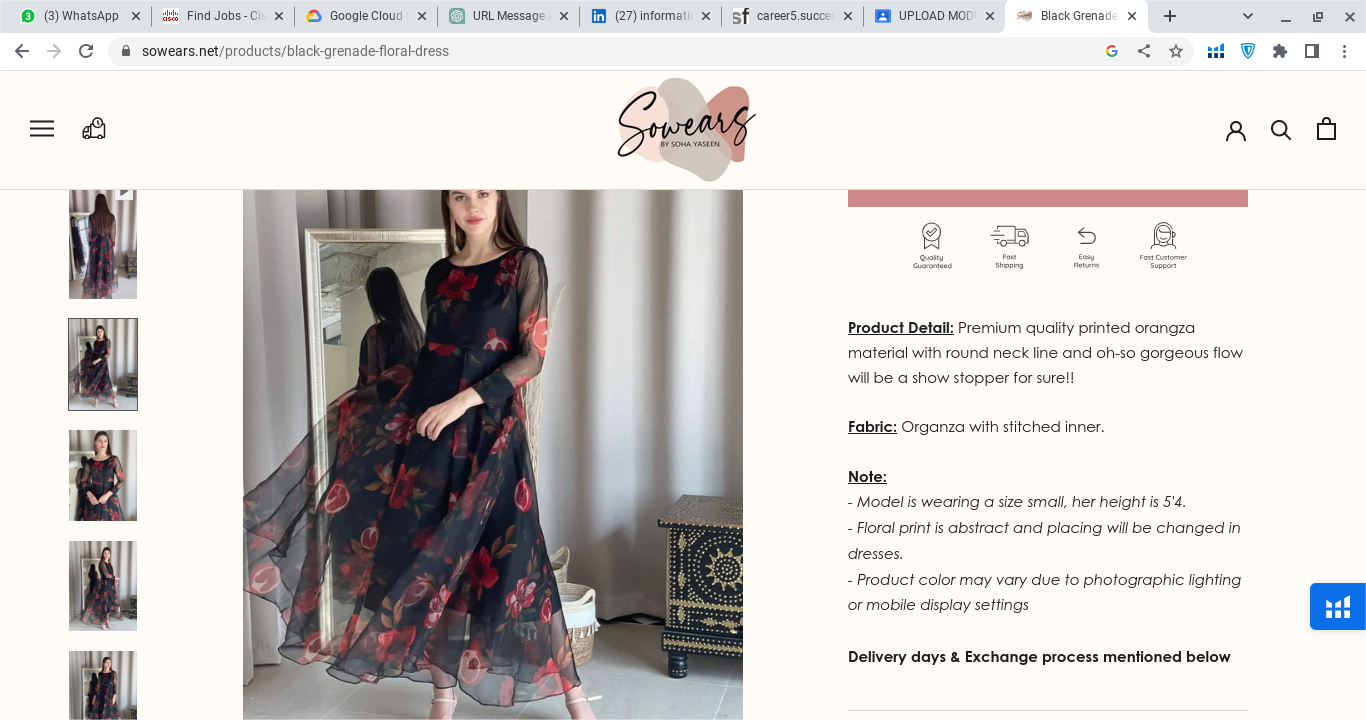 (3) WhatsApp
Find Jobs - Cis
Google Cloud
URL Message
(27) informati
career5.succes
UPLOAD MODE
Black Grenade
sowears.net/products/black-grenade-floral-dress
Sowears
BY SOHA YASEEN
Quality
Guaranteed
Fast
Shipping
Easy
Returns
Fast Customer
Support
Product Detail: Premium quality printed orangza
material with round neck line and oh-so gorgeous flow
will be a show stopper for sure!!
Fabric: Organza with stitched inner.
Note:
- Model is wearing a size small, her height is 5'4.
- Floral print is abstract and placing will be changed in
dresses.
- Product color may vary due to photographic lighting
or mobile display settings
Delivery days & Exchange process mentioned below